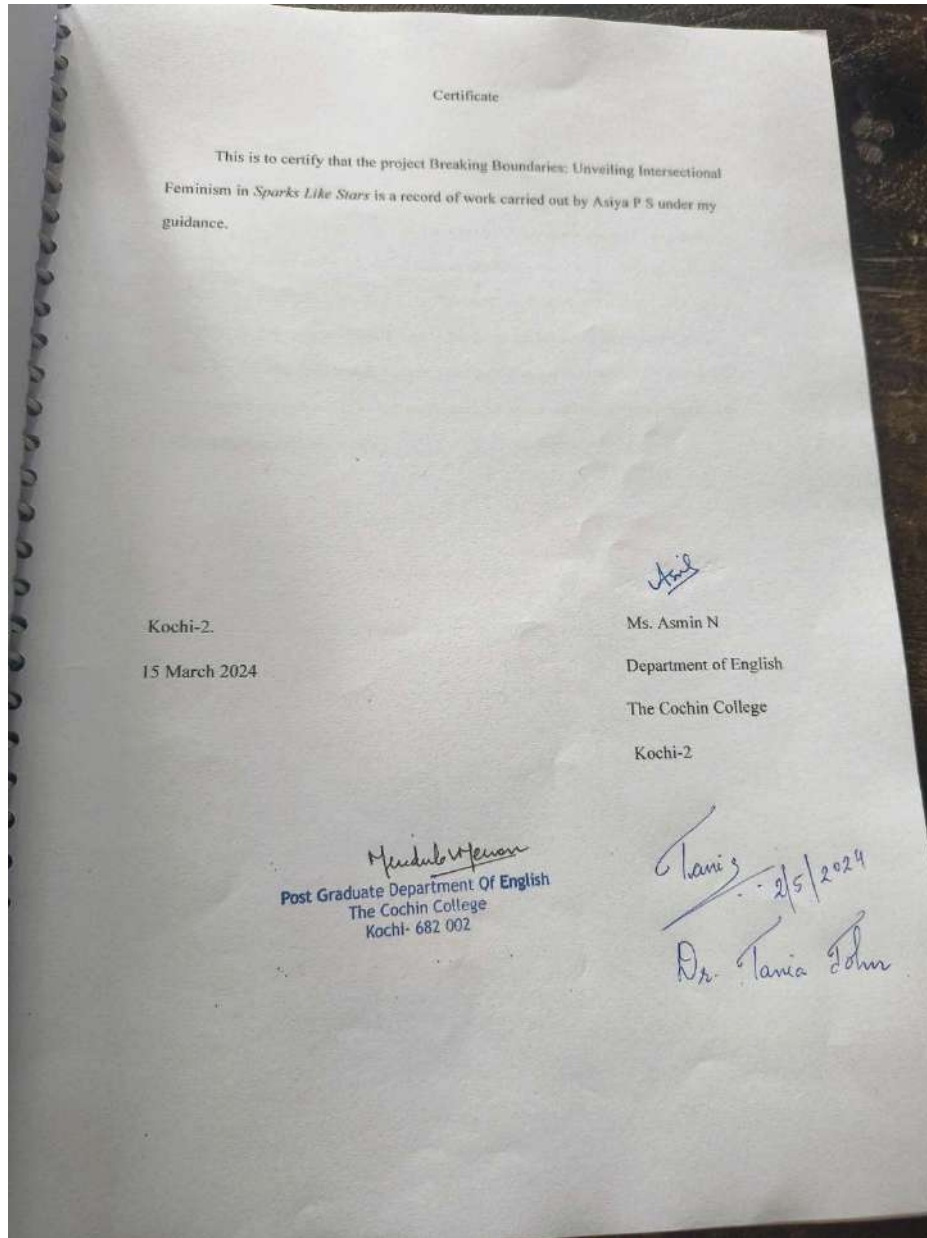 Certificate
This is to certify that the project Breaking Boundaries: Unveiling Intersectional
Feminism in Sparks Like Stars is a record of work carried out by Asiya P S under my
guidance.
Kochi-2.
15 March 2024
Ms. Asmin N
Department of English
The Cochin College
Kochi-2
Post Graduate Department Of English
The Cochin College
Kochi- 682 002
2/5/2024
Dr. Tania John